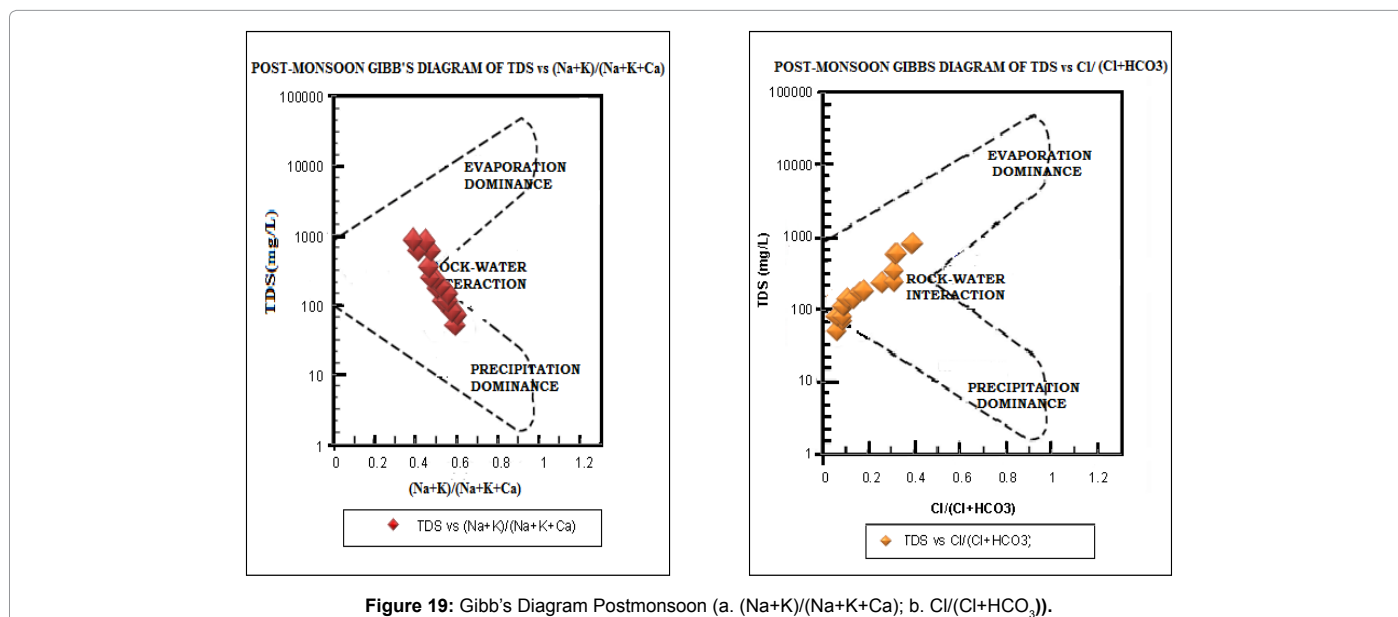 POST-MONSOON GIBB'S DIAGRAM OF TDS vs (Na+K)/(Na+K+Ca)
100000
10000
1000
100
10
1
TDS(mg/L)
EVAPORATION
DOMINANCE
ROCK-WATER
INTERACTION
PRECIPITATION
DOMINANCE
0 0.2 0.4 0.6 0.8 1 1.2
(Na+K)/(Na+K+Ca)
TDS vs (Na+K)/(Na+K+Ca)
POST-MONSOON GIBBS DIAGRAM OF TDS vs Cl/ (Cl+HCO3)
100000
10000
1000
100
10
1
TDS (mg/L)
EVAPORATION
DOMINANCE
ROCK-WATER
INTERACTION
PRECIPITATION
DOMINANCE
0 0.2 0.4 0.6 0.8 1 1.2
Cl/(Cl+HCO3)
TDS vs Cl/(Cl+HCO3;
Figure 19: Gibb's Diagram Postmonsoon (a. (Na+K)/(Na+K+Ca); b. Cl/(Cl+HCO₃)).